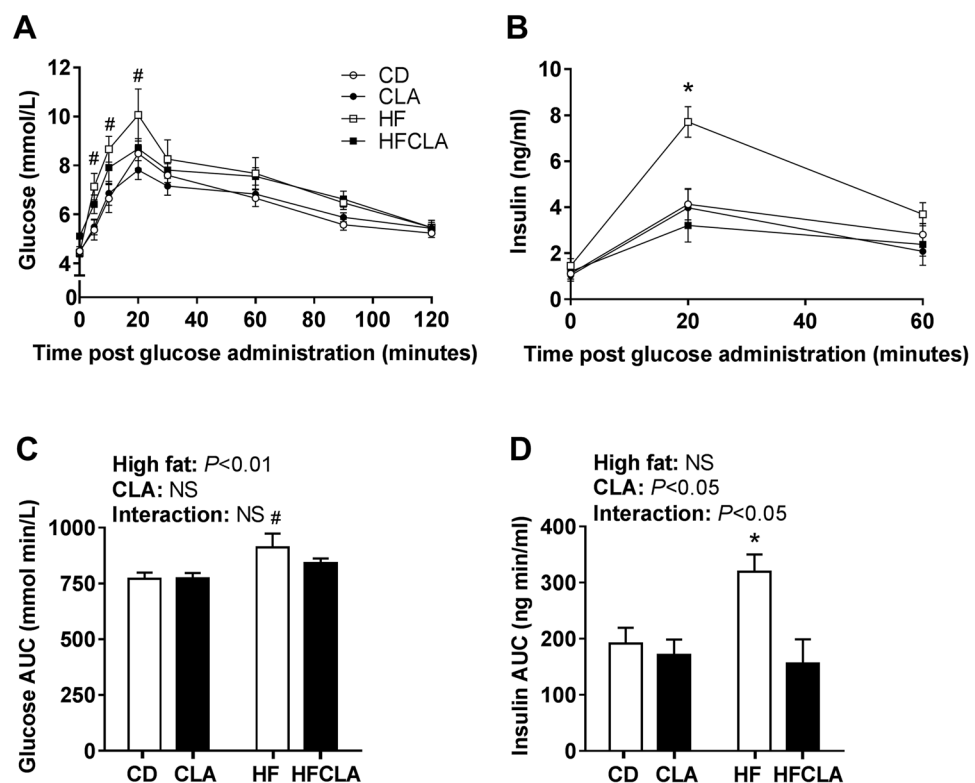 A
Glucose (mmol/L)
12
10
8
6
4
0
# # #
CD
CLA
HF
HFCLA
0 20 40 60 80 100 120
Time post glucose administration (minutes)
B
Insulin (ng/ml)
10
8
6
4
2
0
*
0 20 40 60
Time post glucose administration (minutes)
C
High fat: P<0.01
CLA: NS
Interaction: NS #
Glucose AUC (mmol min/L)
1000
750
500
250
0
CD CLA HF HFCLA
D
High fat: NS
CLA: P<0.05
Interaction: P<0.05
*
Insulin AUC (ng min/ml)
400
300
200
100
0
CD CLA HF HFCLA